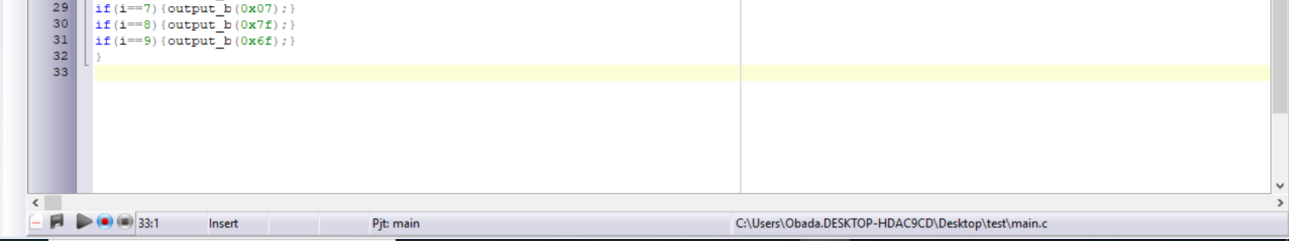 29 if(i==7){output_b(0x07);}
30 if(i==8){output_b(0x7f);}
31 if(i==9){output_b(0x6f);}
32 }
33
33:1 Insert Pjt: main C:\Users\Obada.DESKTOP-HDAC9CD\Desktop\test\main.c